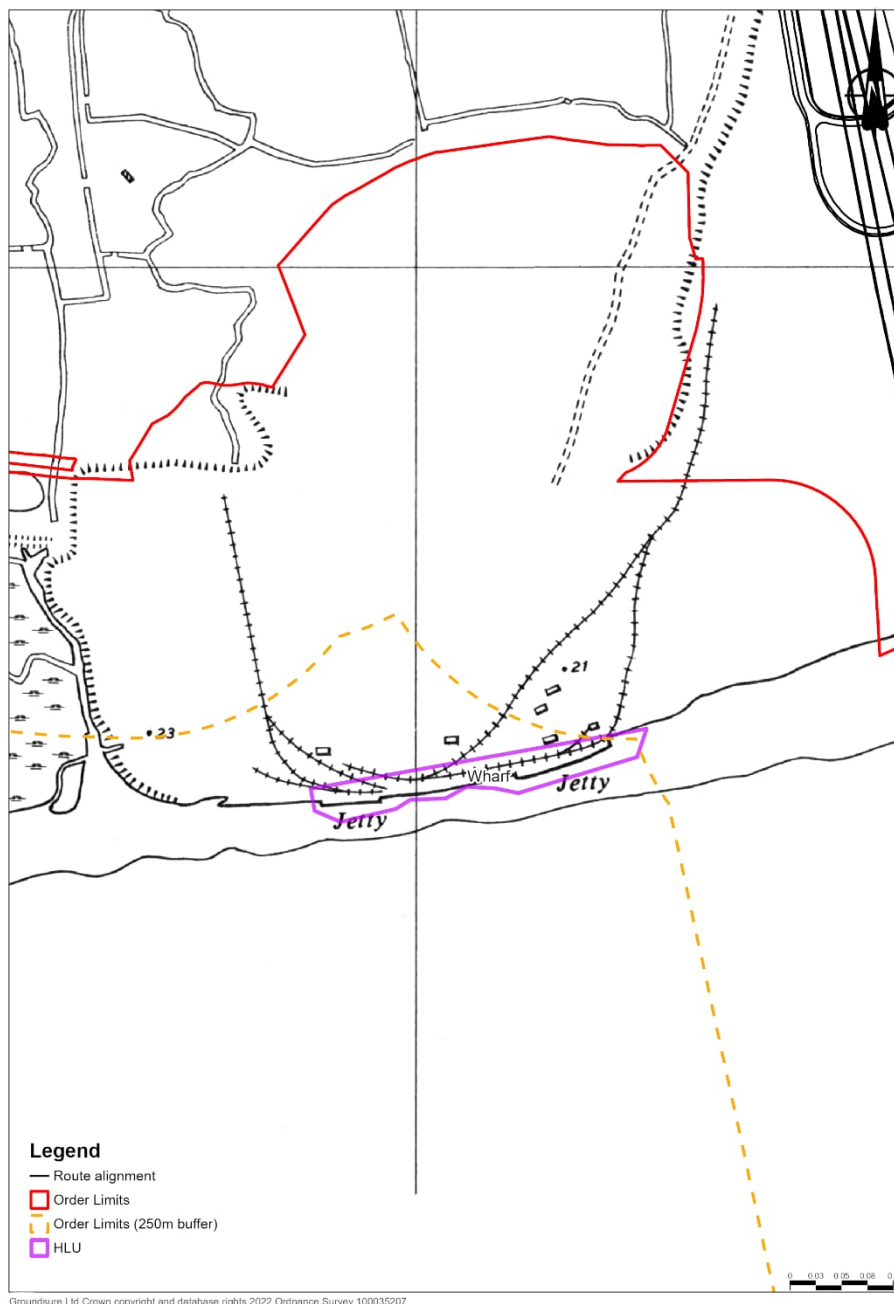 21
23
Wharf
Jetty
Jetty
Legend
Route alignment
Order Limits
Order Limits (250m buffer)
HLU
0 0.03 0.05 0.08 0.
Groundsure Ltd Crown copyright and database rights 2022 Ordnance Survey 100035207